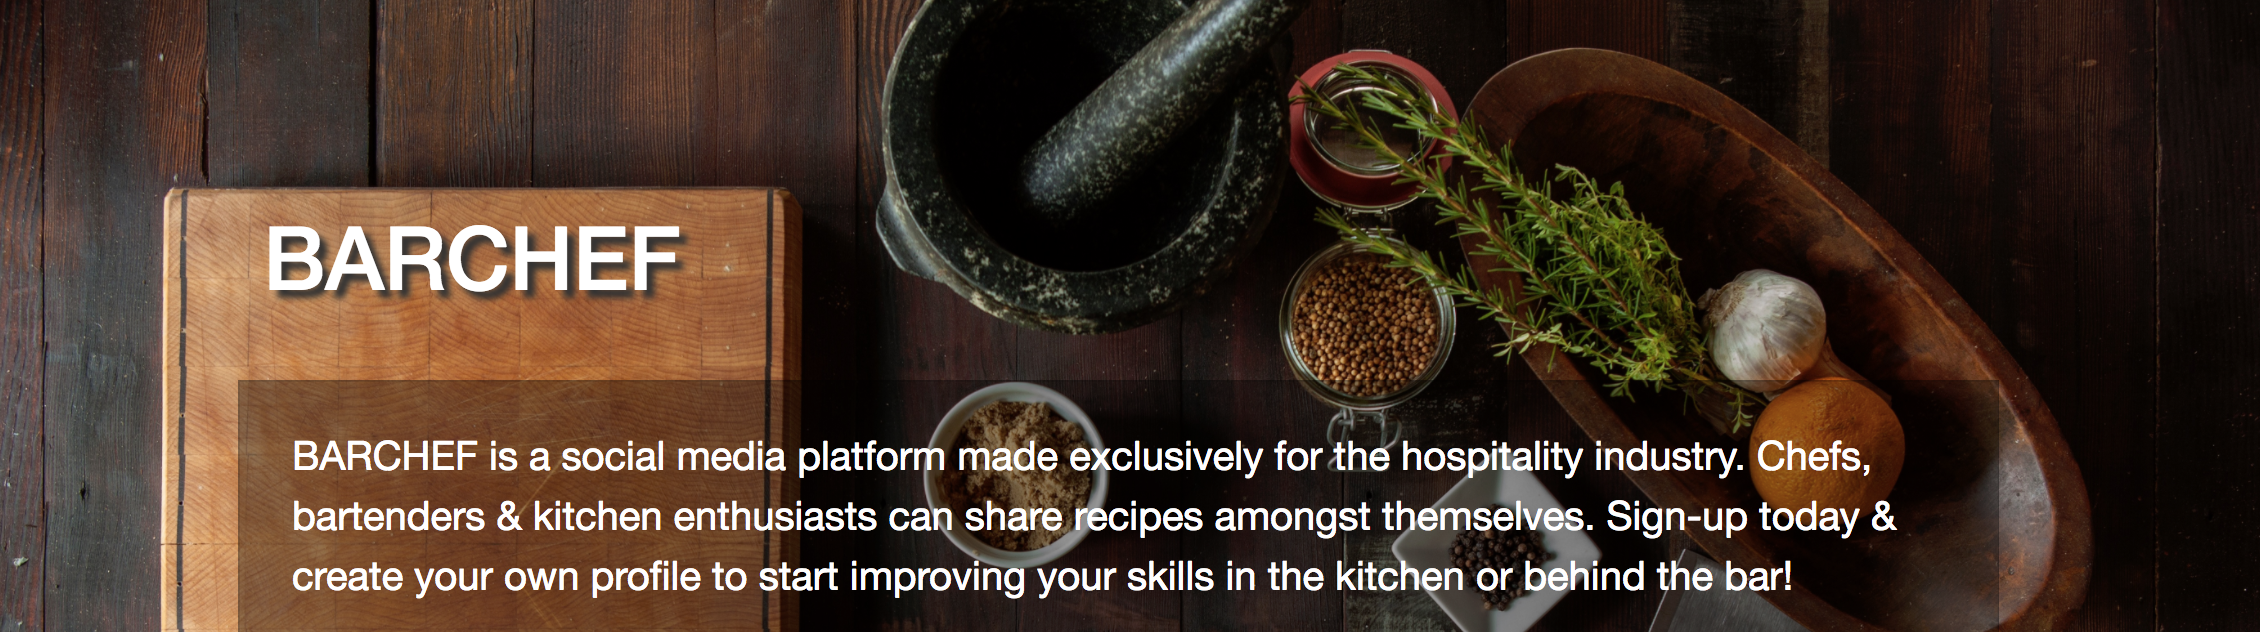 BARCHEF
BARCHEF is a social media platform made exclusively for the hospitality industry. Chefs,
bartenders & kitchen enthusiasts can share recipes amongst themselves. Sign-up today &
create your own profile to start improving your skills in the kitchen or behind the bar!